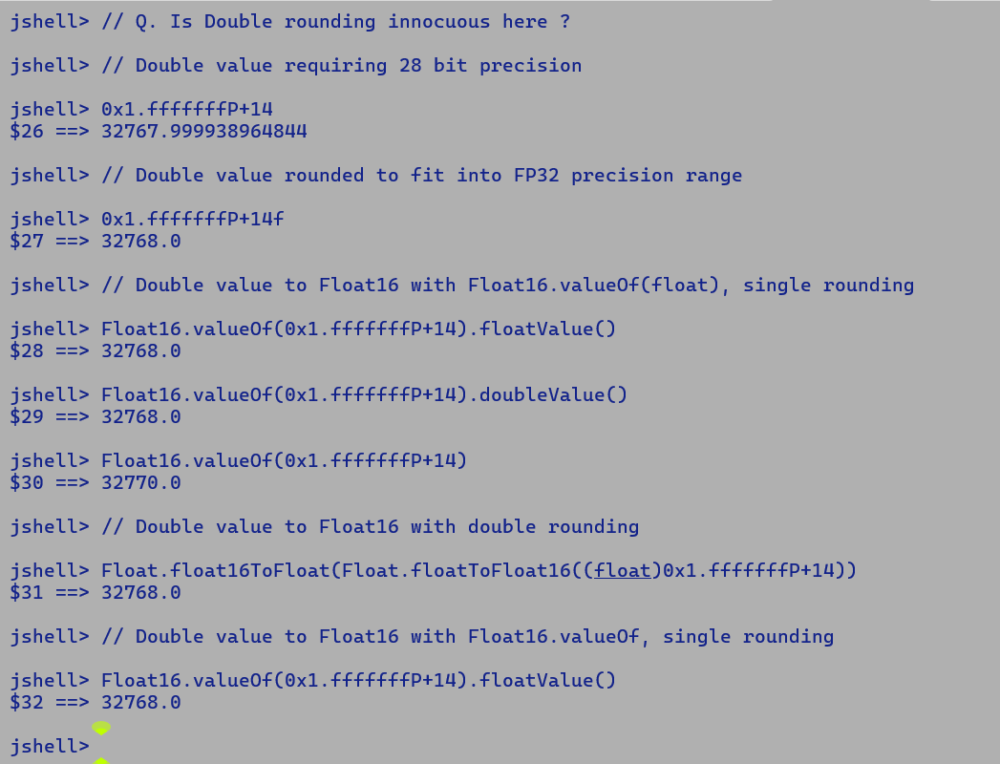 jshell> // Q. Is Double rounding innocuous here ?
jshell> // Double value requiring 28 bit precision
jshell> 0x1.fffffffP+14
$26 ==> 32767.999938964844
jshell> // Double value rounded to fit into FP32 precision range
jshell> 0x1.fffffffP+14f
$27 ==> 32768.0
jshell> // Double value to Float16 with Float16.valueOf(float), single rounding
jshell> Float16.valueOf(0x1.fffffffP+14).floatValue()
$28 ==> 32768.0
jshell> Float16.valueOf(0x1.fffffffP+14).doubleValue()
$29 ==> 32768.0
jshell> Float16.valueOf(0x1.fffffffP+14)
$30 ==> 32770.0
jshell> // Double value to Float16 with double rounding
jshell> Float.float16ToFloat(Float.floatToFloat16((float)0x1.fffffffP+14))
$31 ==> 32768.0
jshell> // Double value to Float16 with Float16.valueOf, single rounding
jshell> Float16.valueOf(0x1.fffffffP+14).floatValue()
$32 ==> 32768.0
jshell>